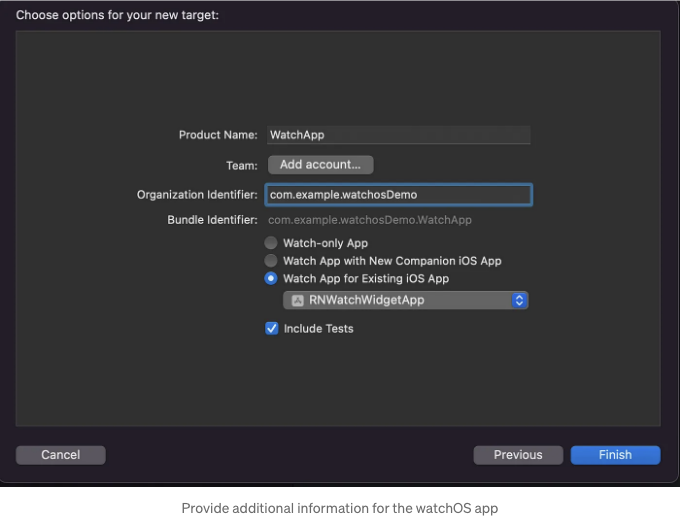 Choose options for your new target:
Product Name: WatchApp
Team: Add account...
Organization Identifier: com.example.watchosDemo
Bundle Identifier: com.example.watchosDemo.WatchApp
Watch-only App
Watch App with New Companion iOS App
Watch App for Existing iOS App
RNWatchWidgetApp
Include Tests
Cancel Previous Finish
Provide additional information for the watchOS app